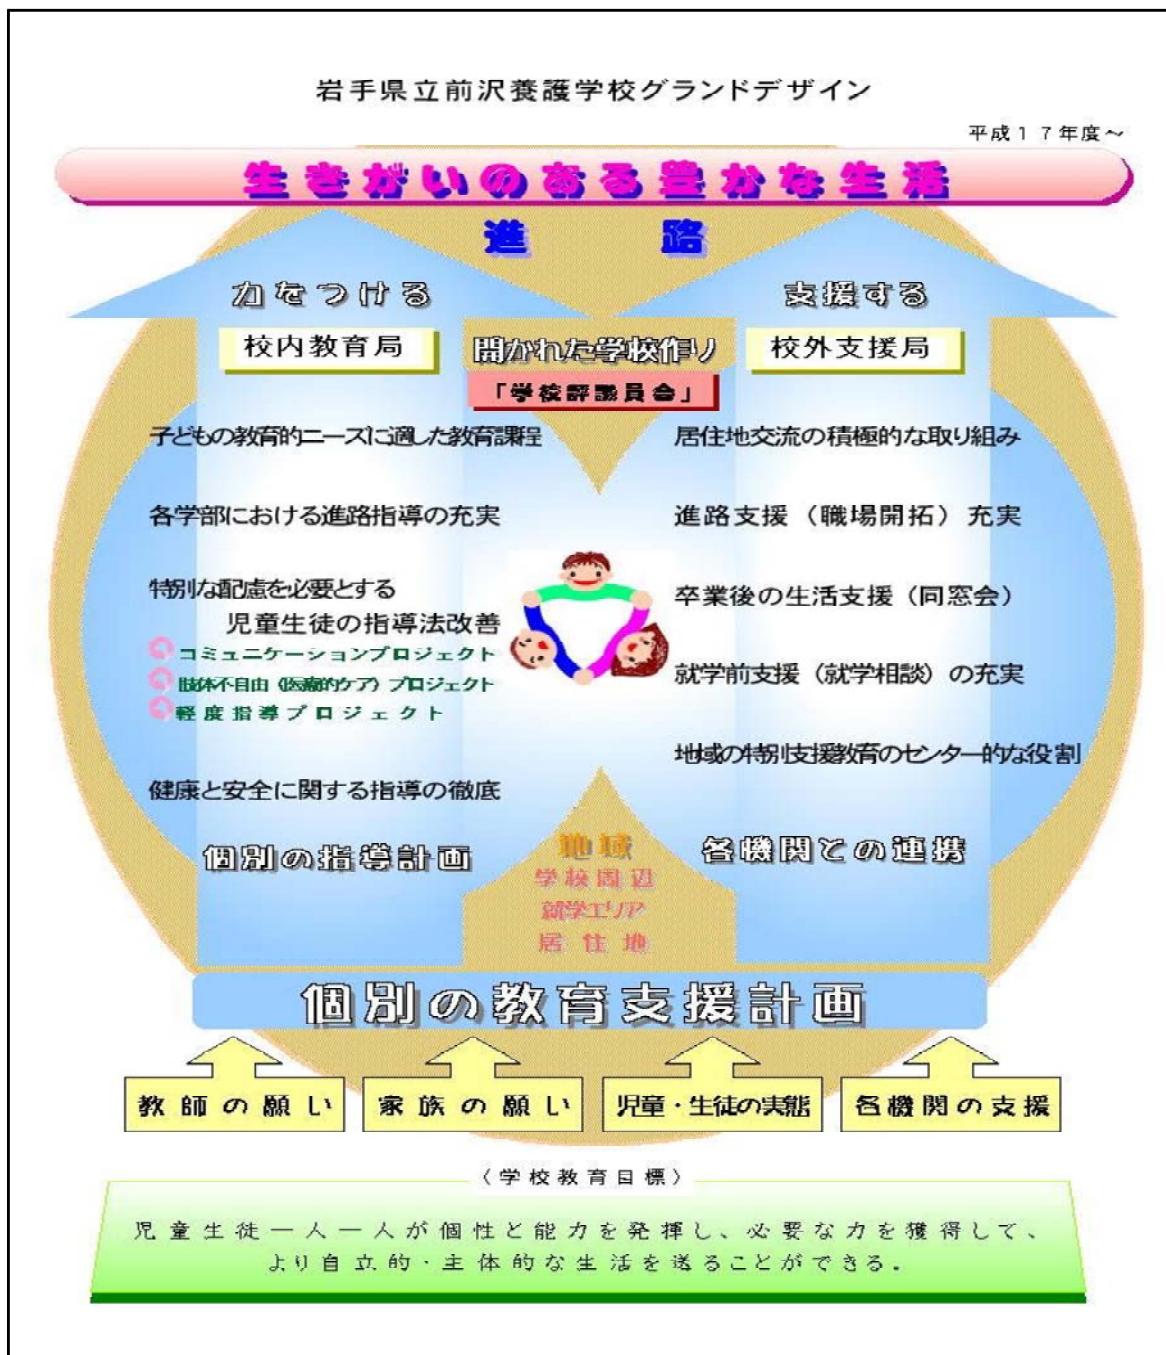 岩手県立前沢養護学校グランドデザイン
平成17年度～
生きがいのある豊かな生活
進路
力をつける
支援する
校内教育局
開かれた学校作り
校外支援局
「学校評議員会」
子どもの教育的ニーズに適した教育課程
居住地交流の積極的な取り組み
各学部における進路指導の充実
進路支援（職場開拓）充実
特別な配慮を必要とする
児童生徒の指導法改善
コミュニケーションプロジェクト
肢体不自由（医療的ケア）プロジェクト
軽度指導プロジェクト
卒業後の生活支援（同窓会）
就学前支援（就学相談）の充実
地域の特別支援教育のセンター的な役割
健康と安全に関する指導の徹底
個別の指導計画
地域
学校周辺
就学エリア
居住地
各機関との連携
個別の教育支援計画
教師の願い
家族の願い
児童・生徒の実態
各機関の支援
〈学校教育目標〉
児童生徒一人一人が個性と能力を発揮し、必要な力を獲得して、
より自立的・主体的な生活を送ることができる。